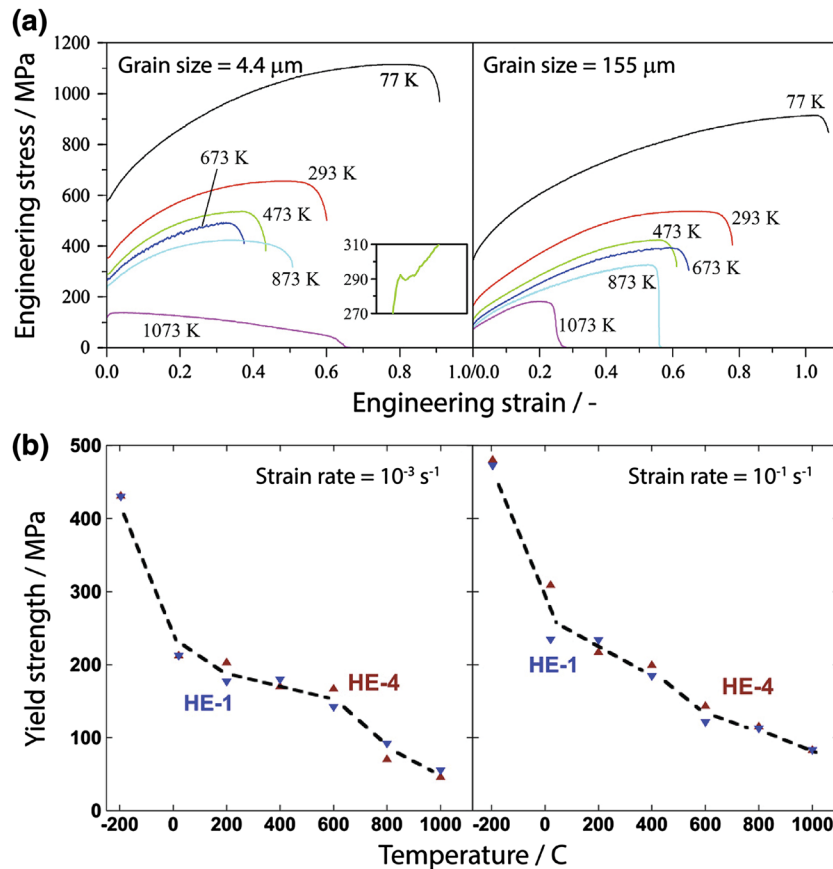 (a)
Engineering stress / MPa
1200
1000
800
600
400
200
0
Grain size = 4.4 μm
77 K
673 K
293 K
473 K
873 K
1073 K
310
290
270
0.0 0.2 0.4 0.6 0.8 1.0/0.0 0.2 0.4 0.6 0.8 1.0
Grain size = 155 μm
77 K
293 K
473 K
673 K
873 K
1073 K
Engineering strain / -
(b)
Yield strength / MPa
500
400
300
200
100
0
Strain rate = 10⁻³ s⁻¹
HE-4
HE-1
-200 0 200 400 600 800 1000
Strain rate = 10⁻¹ s⁻¹
HE-1
HE-4
-200 0 200 400 600 800 1000
Temperature / C